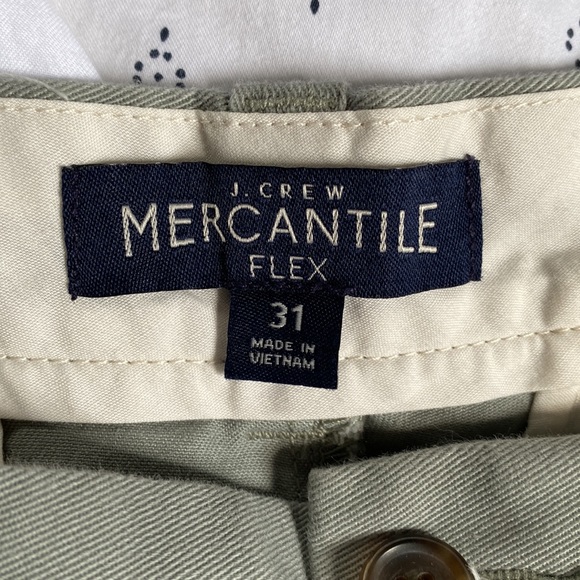 J. CREW
MERCANTILE
FLEX
31
MADE IN
VIETNAM